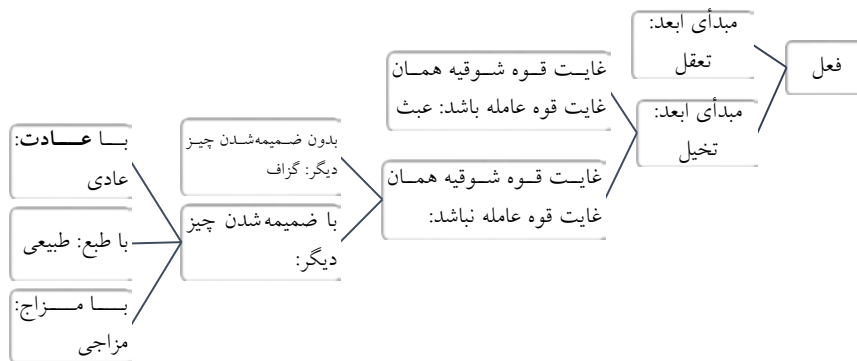 فعل
مبدأی ابعد:
تعقل
مبدأی ابعد:
تخیل
غایت قوه شوقیه همان
غایت قوه عامله باشد: عبث
غایت قوه شوقیه همان
غایت قوه عامله نباشد:
بدون ضمیمه‌شدن چیز
دیگر: گزاف
با ضمیمه‌شدن چیز
دیگر:
با عادت:
عادی
با طبع: طبیعی
با مزاج:
مزاجی